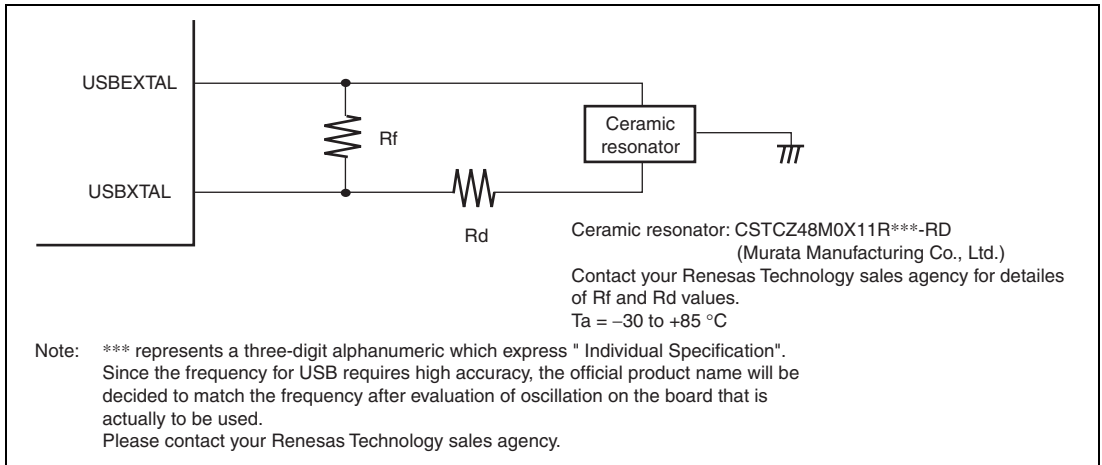 USBEXTAL
Rf
Ceramic
resonator
USBXTAL
Rd
Ceramic resonator: CSTCZ48M0X11R***-RD
(Murata Manufacturing Co., Ltd.)
Contact your Renesas Technology sales agency for detailes
of Rf and Rd values.
Ta = −30 to +85 °C
Note: *** represents a three-digit alphanumeric which express " Individual Specification".
Since the frequency for USB requires high accuracy, the official product name will be
decided to match the frequency after evaluation of oscillation on the board that is
actually to be used.
Please contact your Renesas Technology sales agency.